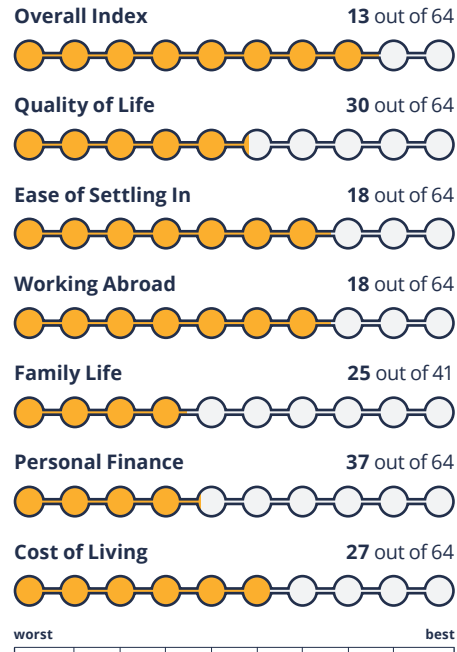 Overall Index 13 out of 64
Quality of Life 30 out of 64
Ease of Settling In 18 out of 64
Working Abroad 18 out of 64
Family Life 25 out of 41
Personal Finance 37 out of 64
Cost of Living 27 out of 64
worst best